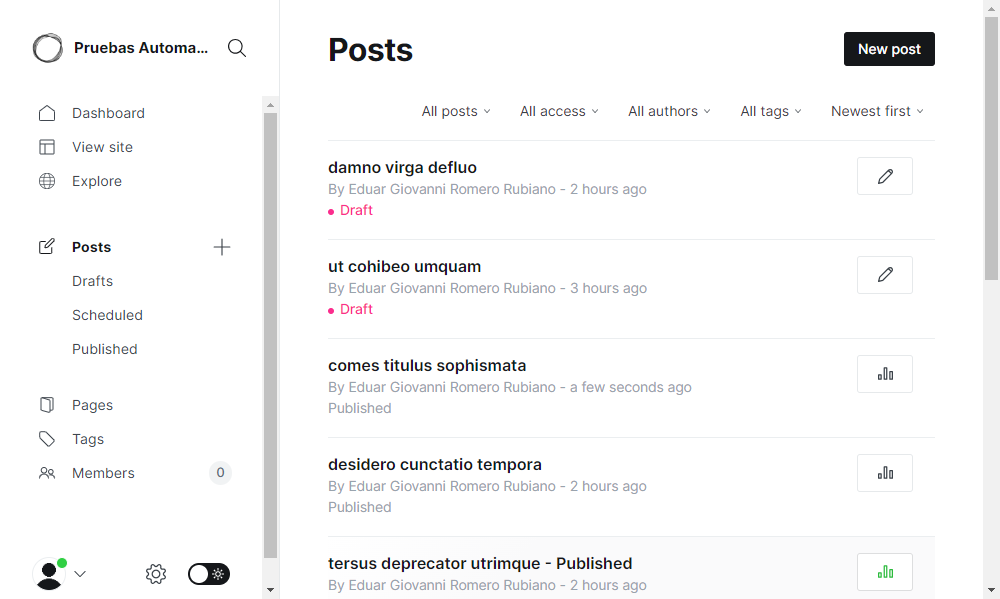 Pruebas Automa...
Dashboard
View site
Explore
Posts
Drafts
Scheduled
Published
Pages
Tags
Members
0
Posts
New post
All posts
All access
All authors
All tags
Newest first
damno virga defluo
By Eduar Giovanni Romero Rubiano - 2 hours ago
Draft
ut cohibeo umquam
By Eduar Giovanni Romero Rubiano - 3 hours ago
Draft
comes titulus sophismata
By Eduar Giovanni Romero Rubiano - a few seconds ago
Published
desidero cunctatio tempora
By Eduar Giovanni Romero Rubiano - 2 hours ago
Published
tersus deprecator utrimque - Published
By Eduar Giovanni Romero Rubiano - 2 hours ago